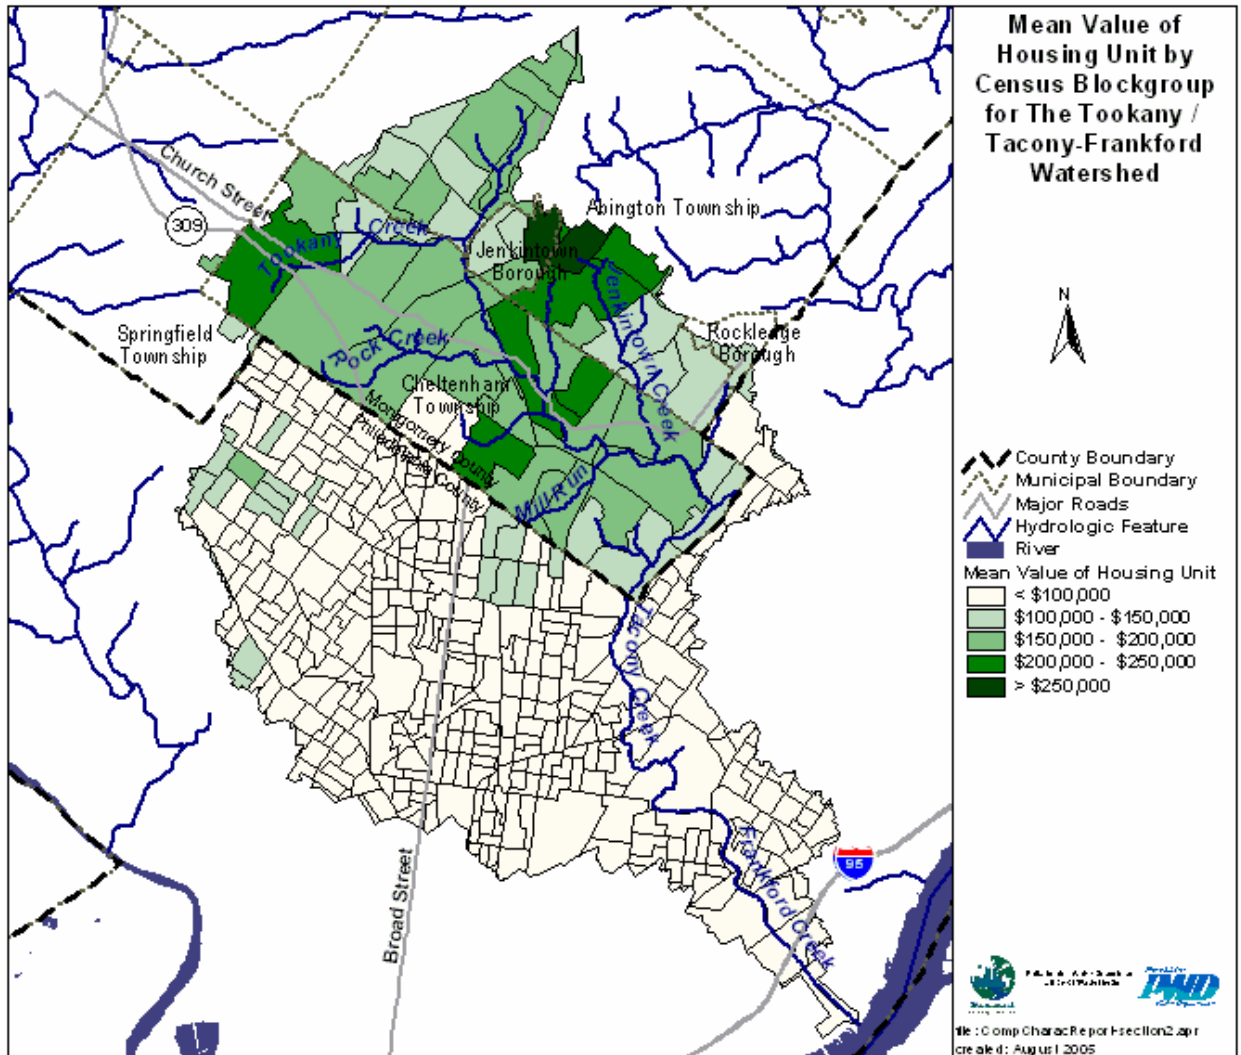 Mean Value of
Housing Unit by
Census Blockgroup
for The Tookany /
Tacony-Frankford
Watershed
N
County Boundary
Municipal Boundary
Major Roads
Hydrologic Feature
River
Mean Value of Housing Unit
< $100,000
$100,000 - $150,000
$150,000 - $200,000
$200,000 - $250,000
> $250,000
PWD
file: CompCharacReport-section2.apr
created: August 2005
Church Street
309
Tookany Creek
Abington Township
Jenkintown
Borough
Jenkintown Creek
Springfield
Township
Rock Creek
Rockledge
Borough
Cheltenham
Township
Montgomery County
Philadelphia County
Mill Run
Tacony Creek
Broad Street
Frankford Creek
95